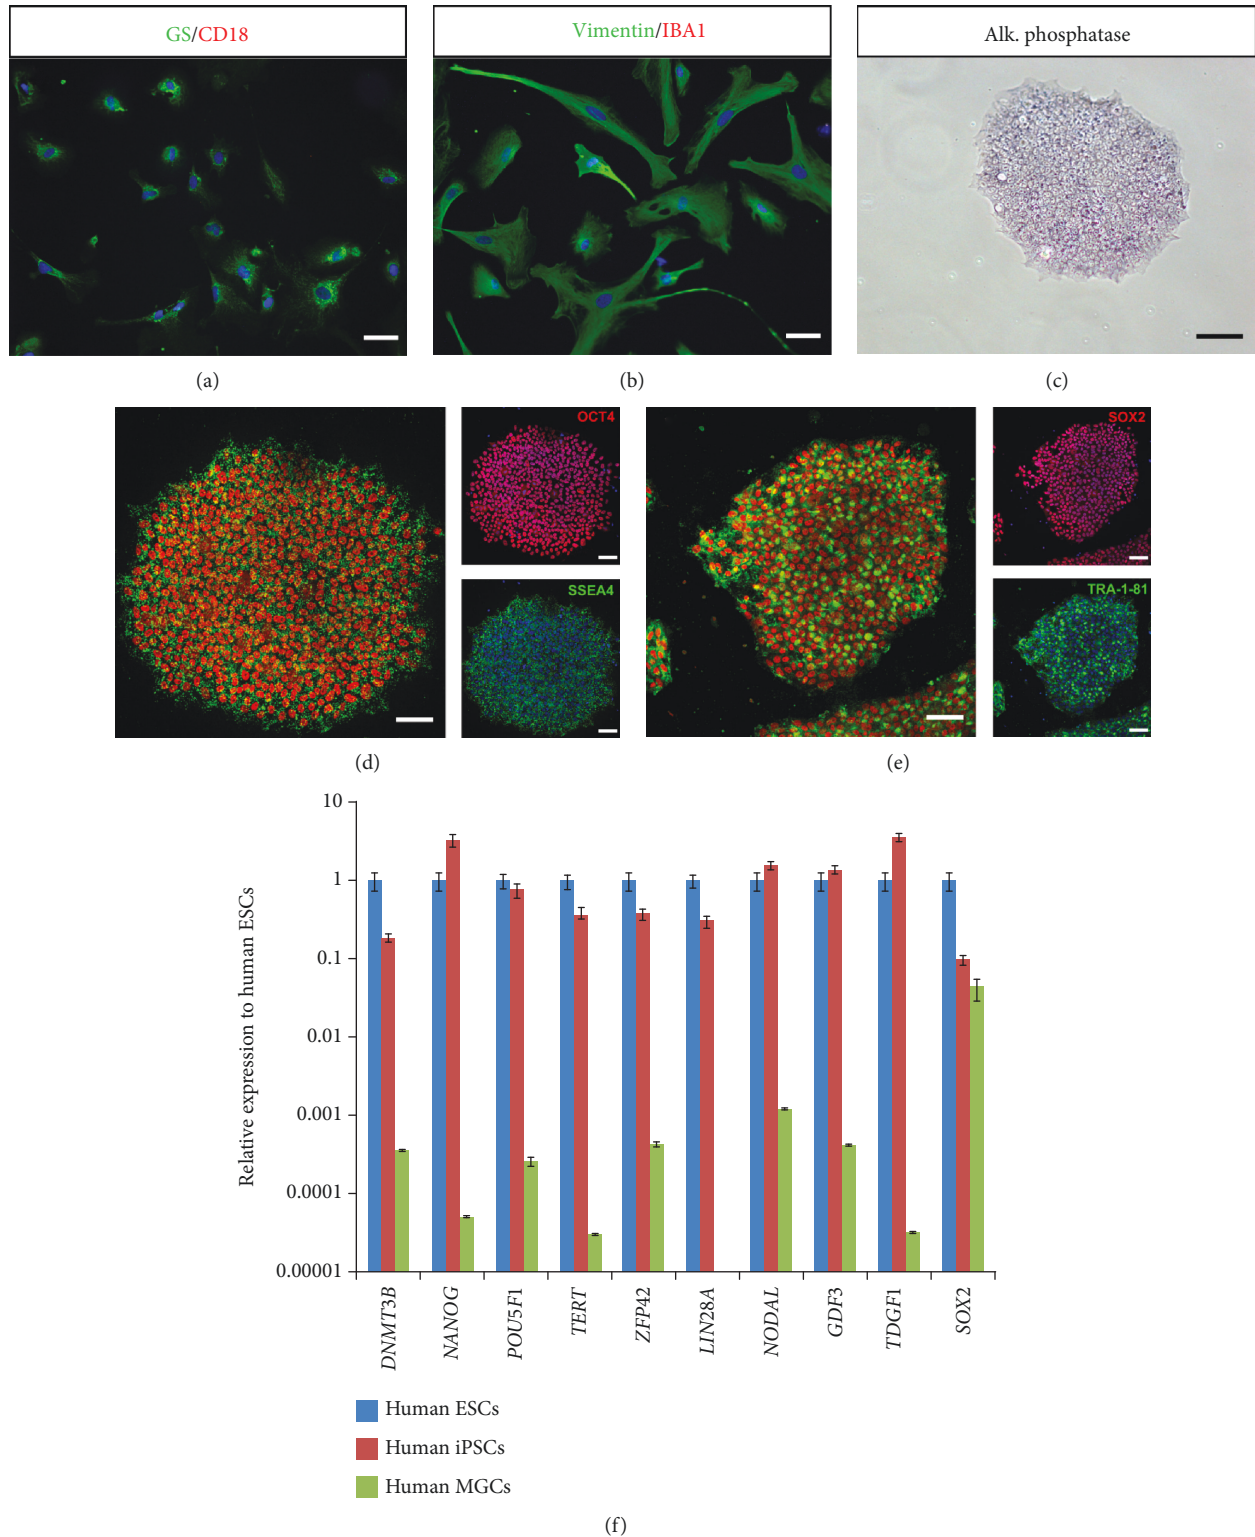 GS/CD18
Vimentin/IBA1
Alk. phosphatase
(a)
(b)
(c)
OCT4
SSEA4
SOX2
TRA-1-81
(d)
(e)
Relative expression to human ESCs
10
1
0.1
0.01
0.001
0.0001
0.00001
DNMT3B
NANOG
POU5F1
TERT
ZFP42
LIN28A
NODAL
GDF3
TDGF1
SOX2
Human ESCs
Human iPSCs
Human MGCs
(f)